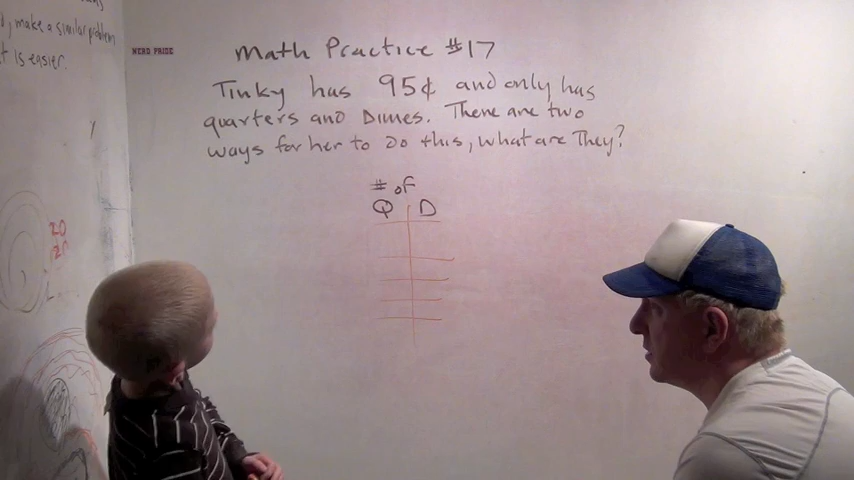 , make a similar problem
t is easier.
NERD PRIDE
Math Practice #17
Tinky has 95¢ and only has
quarters and Dimes. There are two
ways for her to do this, what are They?
# of
Q D
20